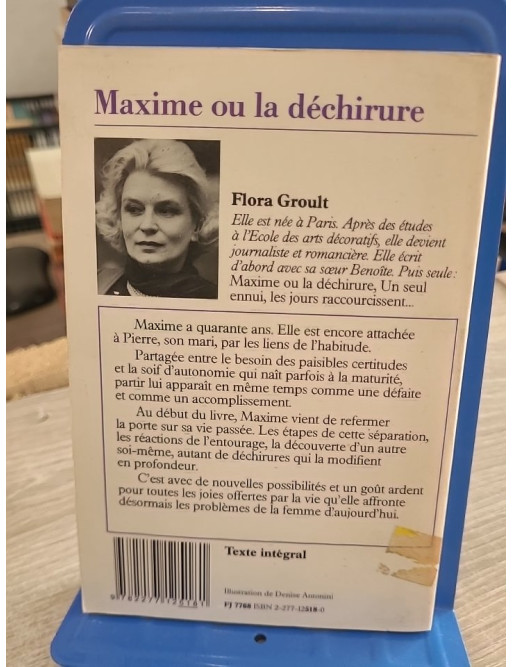 Maxime ou la déchirure
Flora Groult
Elle est née à Paris. Après des études
à l'Ecole des arts décoratifs, elle devient
journaliste et romancière. Elle écrit
d'abord avec sa sœur Benoîte. Puis seule :
Maxime ou la déchirure, Un seul
ennui, les jours raccourcissent...
Maxime a quarante ans. Elle est encore attachée
à Pierre, son mari, par les liens de l'habitude.
Partagée entre le besoin des paisibles certitudes
et la soif d'autonomie qui naît parfois à la maturité,
partir lui apparaît en même temps comme une défaite
et comme un accomplissement.
Au début du livre, Maxime vient de refermer
la porte sur sa vie passée. Les étapes de cette séparation,
les réactions de l'entourage, la découverte d'un autre
soi-même, autant de déchirures qui la modifient
en profondeur.
C'est avec de nouvelles possibilités et un goût ardent
pour toutes les joies offertes par la vie qu'elle affronte
désormais les problèmes de la femme d'aujourd'hui.
Texte intégral
Illustration de Denise Antonini
FJ 7768 ISBN 2-277-12518-0